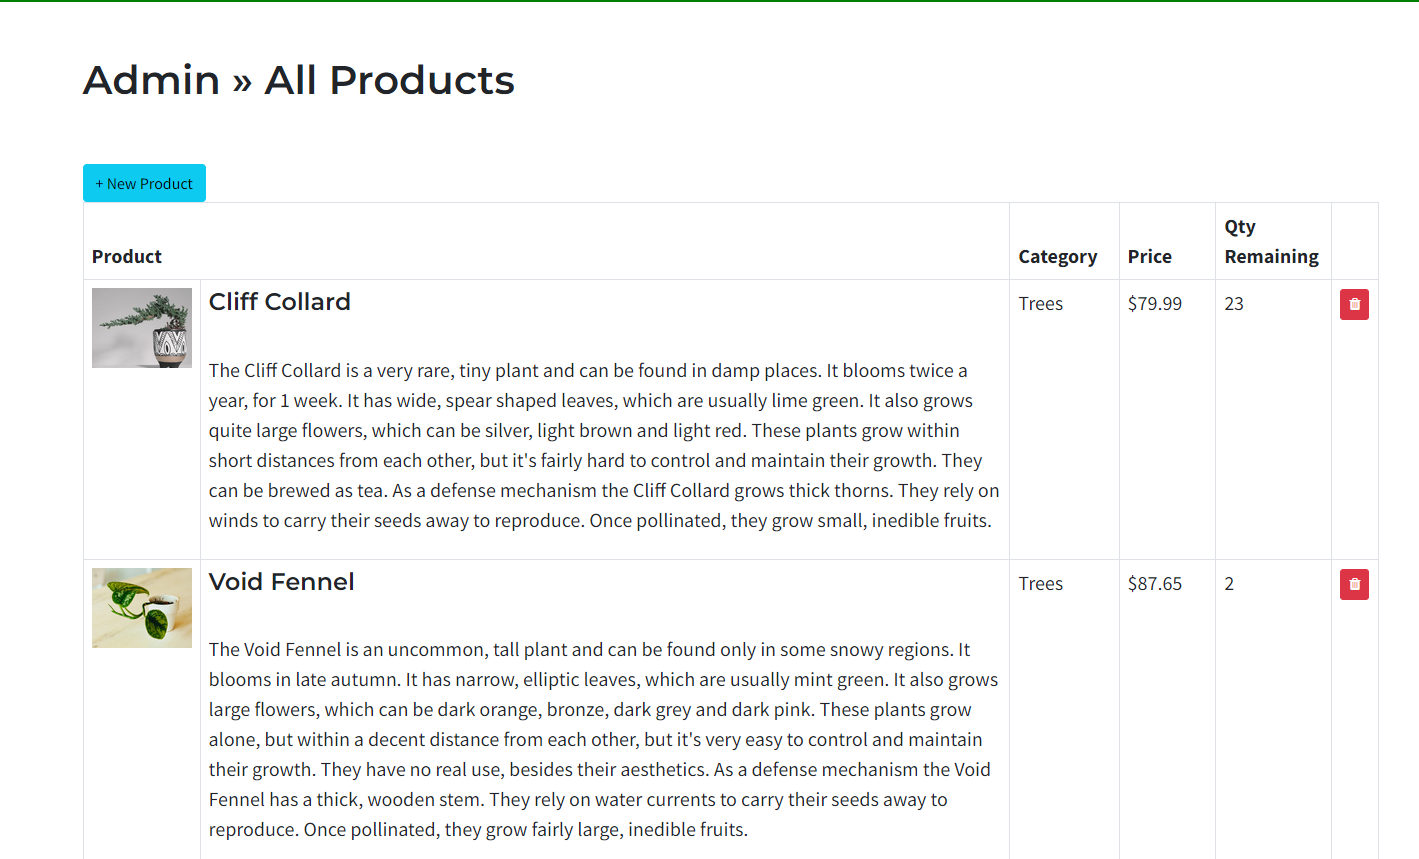 Admin » All Products
+ New Product
Product
Category
Price
Qty
Remaining
Cliff Collard
Trees
$79.99
23
The Cliff Collard is a very rare, tiny plant and can be found in damp places. It blooms twice a
year, for 1 week. It has wide, spear shaped leaves, which are usually lime green. It also grows
quite large flowers, which can be silver, light brown and light red. These plants grow within
short distances from each other, but it's fairly hard to control and maintain their growth. They
can be brewed as tea. As a defense mechanism the Cliff Collard grows thick thorns. They rely on
winds to carry their seeds away to reproduce. Once pollinated, they grow small, inedible fruits.
Void Fennel
Trees
$87.65
2
The Void Fennel is an uncommon, tall plant and can be found only in some snowy regions. It
blooms in late autumn. It has narrow, elliptic leaves, which are usually mint green. It also grows
large flowers, which can be dark orange, bronze, dark grey and dark pink. These plants grow
alone, but within a decent distance from each other, but it's very easy to control and maintain
their growth. They have no real use, besides their aesthetics. As a defense mechanism the Void
Fennel has a thick, wooden stem. They rely on water currents to carry their seeds away to
reproduce. Once pollinated, they grow fairly large, inedible fruits.